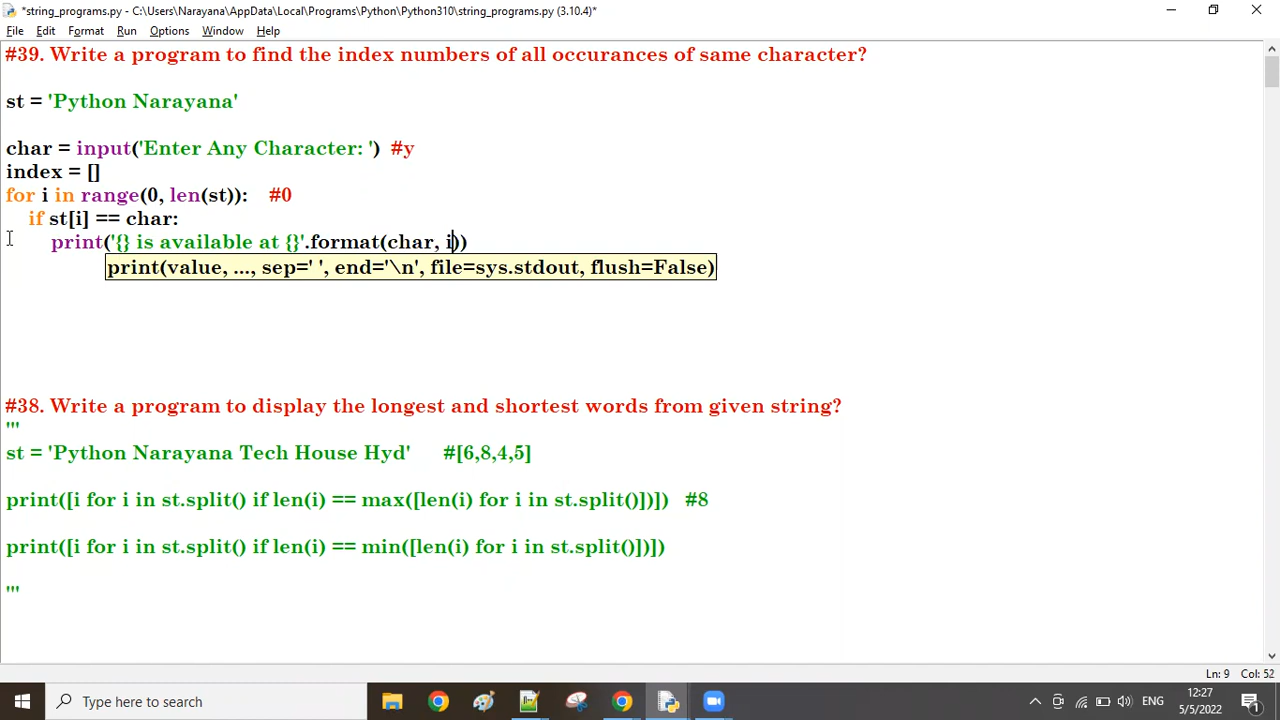 *string_programs.py - C:\Users\Narayana\AppData\Local\Programs\Python\Python310\string_programs.py (3.10.4)*
File Edit Format Run Options Window Help
#39. Write a program to find the index numbers of all occurances of same character?
st = 'Python Narayana'
char = input('Enter Any Character: ') #y
index = []
for i in range(0, len(st)): #0
if st[i] == char:
print('{} is available at {}'.format(char, i))
print(value, ..., sep=' ', end='\n', file=sys.stdout, flush=False)
#38. Write a program to display the longest and shortest words from given string?
'''
st = 'Python Narayana Tech House Hyd' #[6,8,4,5]
print([i for i in st.split() if len(i) == max([len(i) for i in st.split()])]) #8
print([i for i in st.split() if len(i) == min([len(i) for i in st.split()])])
'''
Ln: 9 Col: 52
Type here to search
ENG
12:27
5/5/2022
1